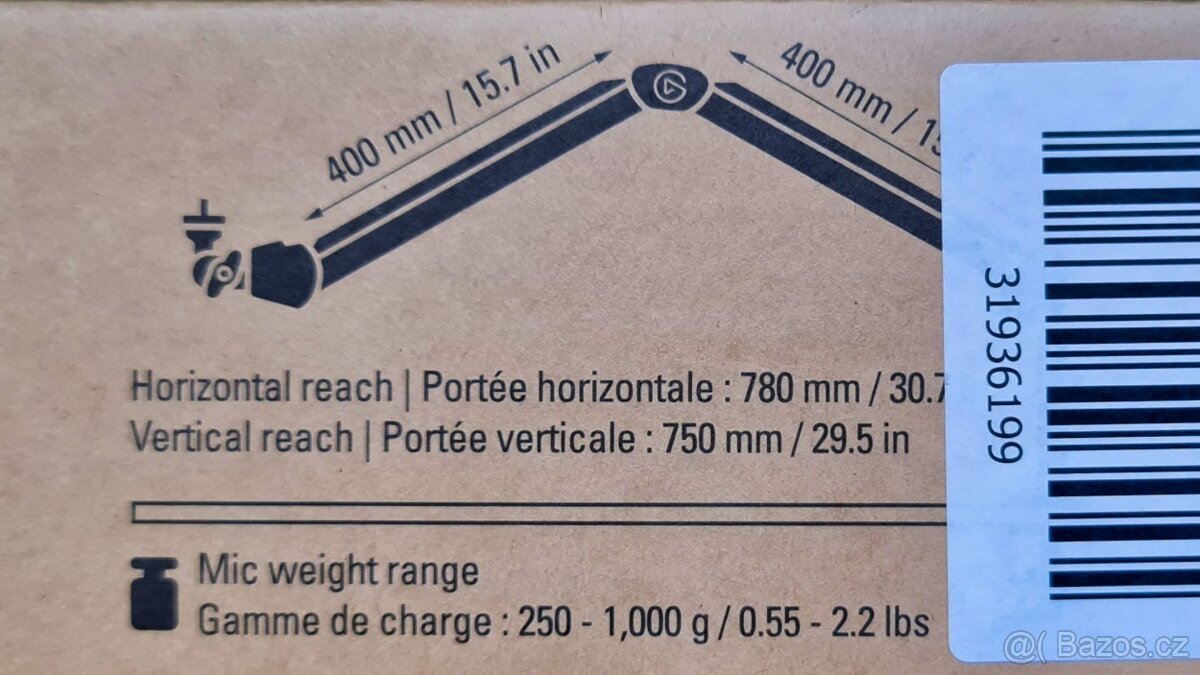 400 mm / 15.7 in
400 mm / 15
Horizontal reach | Portée horizontale : 780 mm / 30.7
Vertical reach | Portée verticale : 750 mm / 29.5 in
Mic weight range
Gamme de charge : 250 - 1,000 g / 0.55 - 2.2 lbs
31936199
@( Bazos.cz